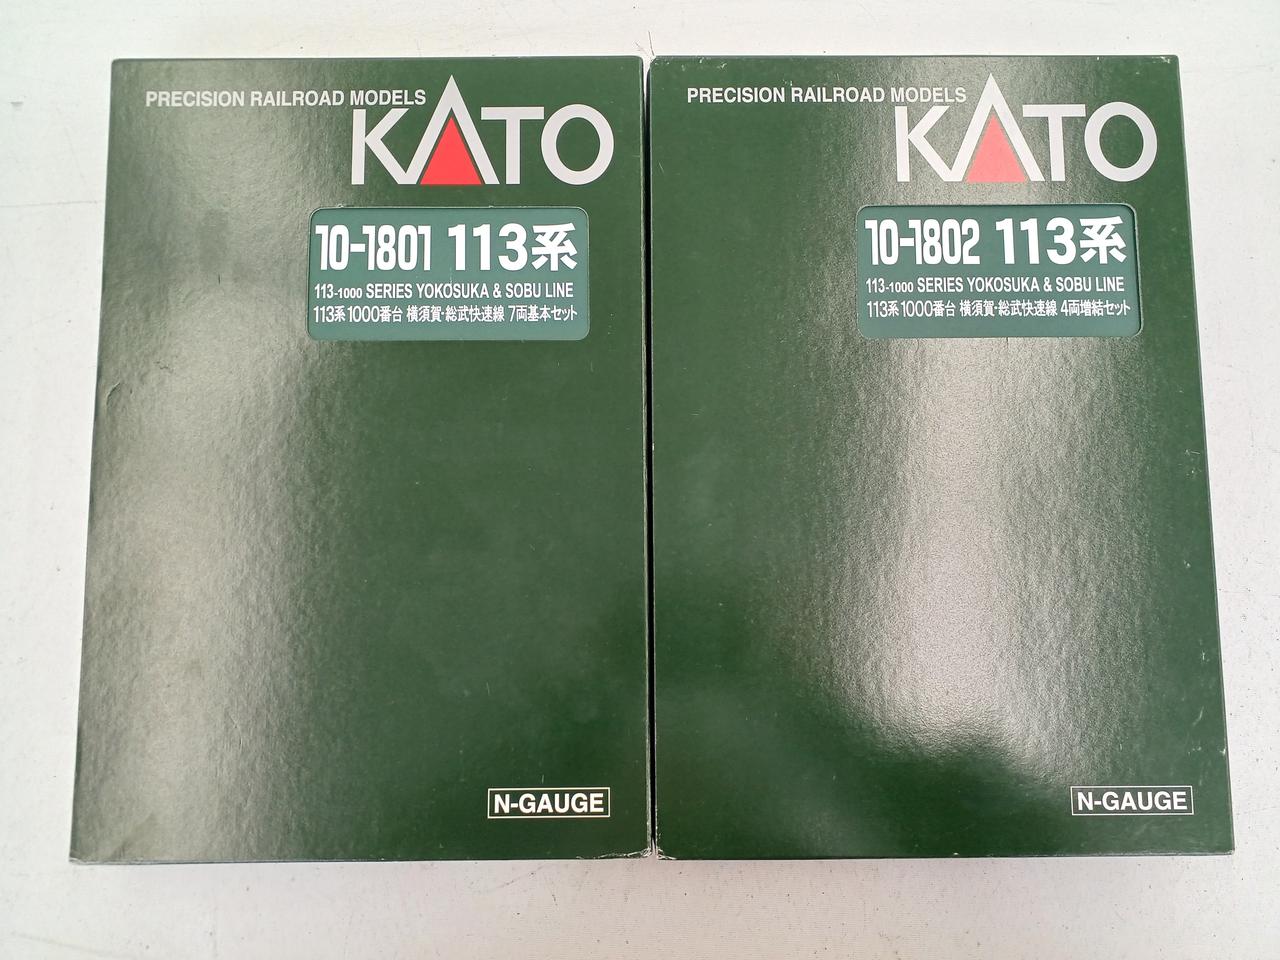 PRECISION RAILROAD MODELS
KATO
10-1801 113系
113-1000 SERIES YOKOSUKA & SOBU LINE
113系 1000番台 横須賀・総武快速線 7両基本セット
N-GAUGE
PRECISION RAILROAD MODELS
KATO
10-1802 113系
113-1000 SERIES YOKOSUKA & SOBU LINE
113系 1000番台 横須賀・総武快速線 4両増結セット
N-GAUGE